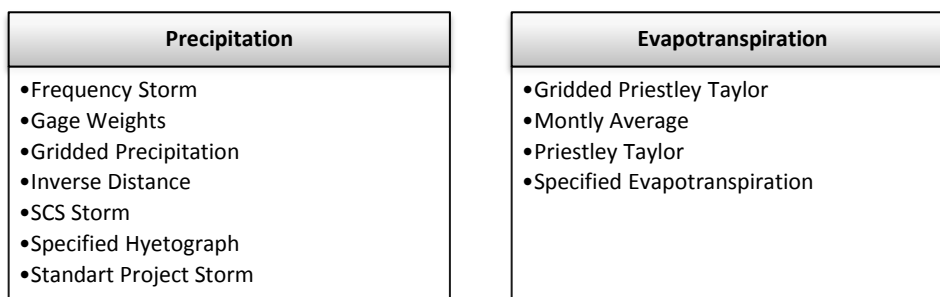 Precipitation
•Frequency Storm
•Gage Weights
•Gridded Precipitation
•Inverse Distance
•SCS Storm
•Specified Hyetograph
•Standart Project Storm
Evapotranspiration
•Gridded Priestley Taylor
•Montly Average
•Priestley Taylor
•Specified Evapotranspiration